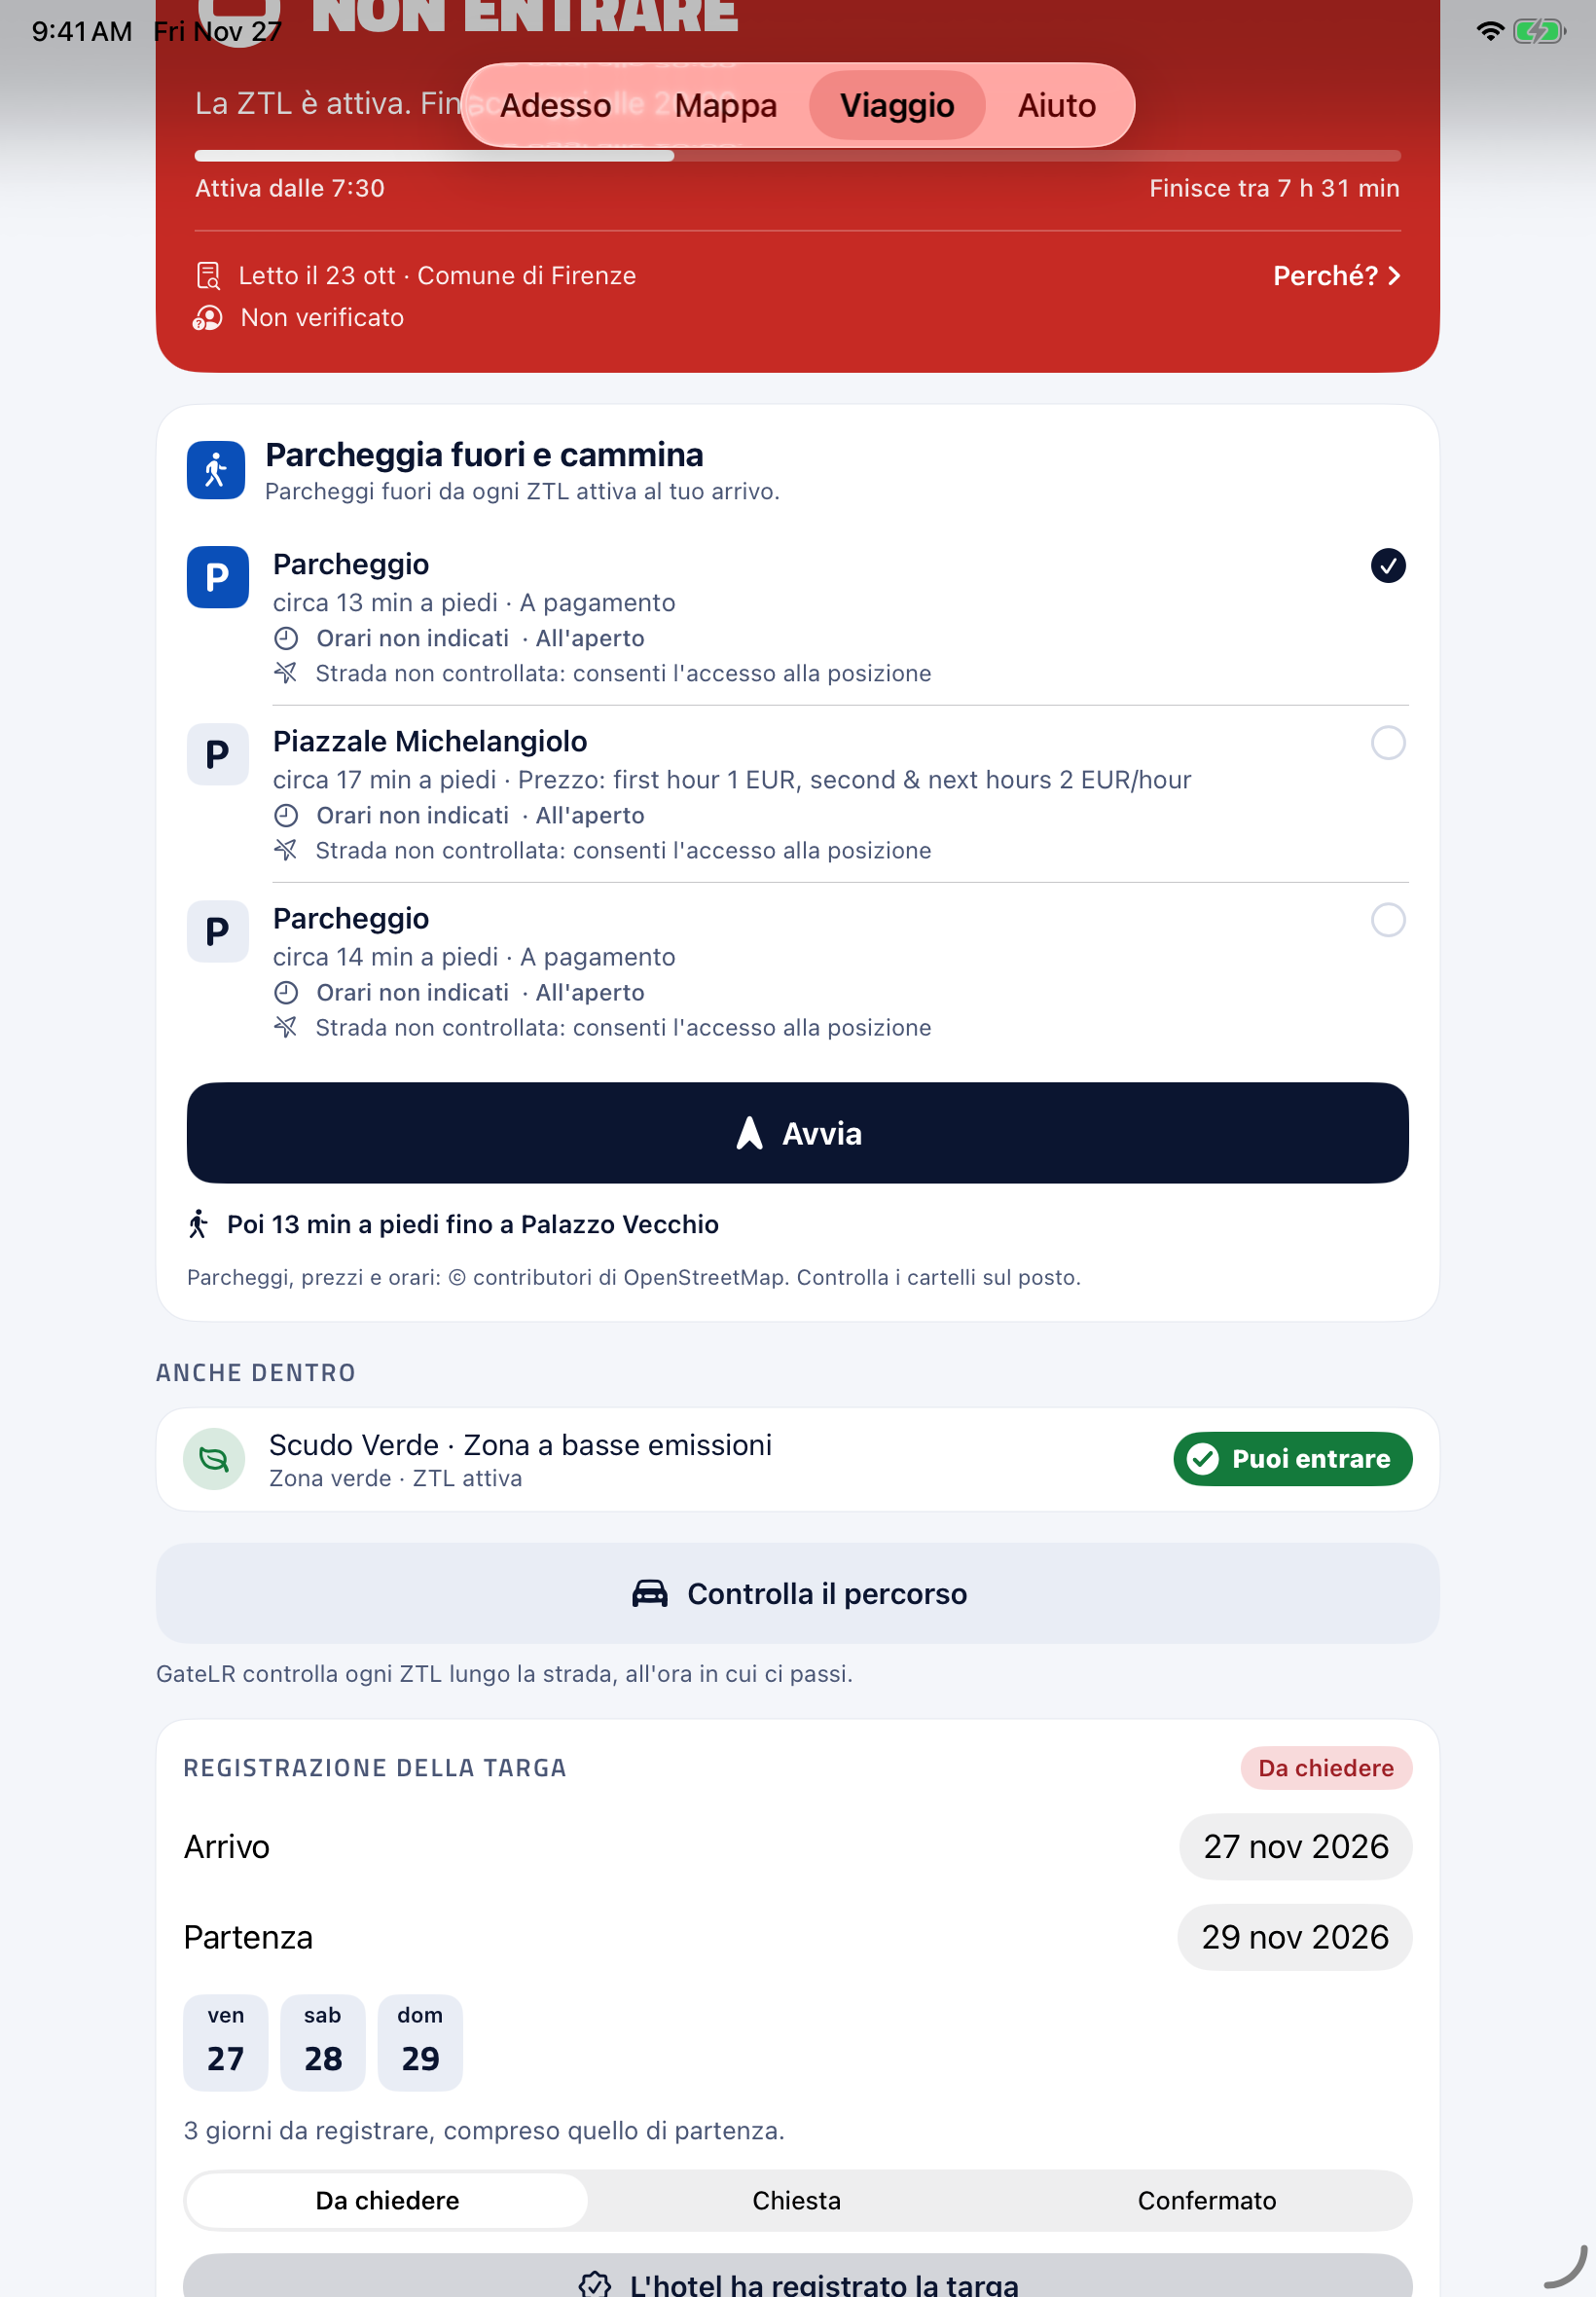 9:41 AM Fri Nov 27
NON ENTRARE
La ZTL è attiva. Finisce oggi alle 20:00
Adesso Mappa Viaggio Aiuto
Attiva dalle 7:30 Finisce tra 7 h 31 min
Letto il 23 ott · Comune di Firenze Perché?
Non verificato
Parcheggia fuori e cammina
Parcheggi fuori da ogni ZTL attiva al tuo arrivo.
P Parcheggio
circa 13 min a piedi · A pagamento
Orari non indicati · All'aperto
Strada non controllata: consenti l'accesso alla posizione
P Piazzale Michelangiolo
circa 17 min a piedi · Prezzo: first hour 1 EUR, second & next hours 2 EUR/hour
Orari non indicati · All'aperto
Strada non controllata: consenti l'accesso alla posizione
P Parcheggio
circa 14 min a piedi · A pagamento
Orari non indicati · All'aperto
Strada non controllata: consenti l'accesso alla posizione
Avvia
Poi 13 min a piedi fino a Palazzo Vecchio
Parcheggi, prezzi e orari: © contributori di OpenStreetMap. Controlla i cartelli sul posto.
ANCHE DENTRO
Scudo Verde · Zona a basse emissioni
Zona verde · ZTL attiva
Puoi entrare
Controlla il percorso
GateLR controlla ogni ZTL lungo la strada, all'ora in cui ci passi.
REGISTRAZIONE DELLA TARGA Da chiedere
Arrivo 27 nov 2026
Partenza 29 nov 2026
ven sab dom
27 28 29
3 giorni da registrare, compreso quello di partenza.
Da chiedere Chiesta Confermato
L'hotel ha registrato la targa